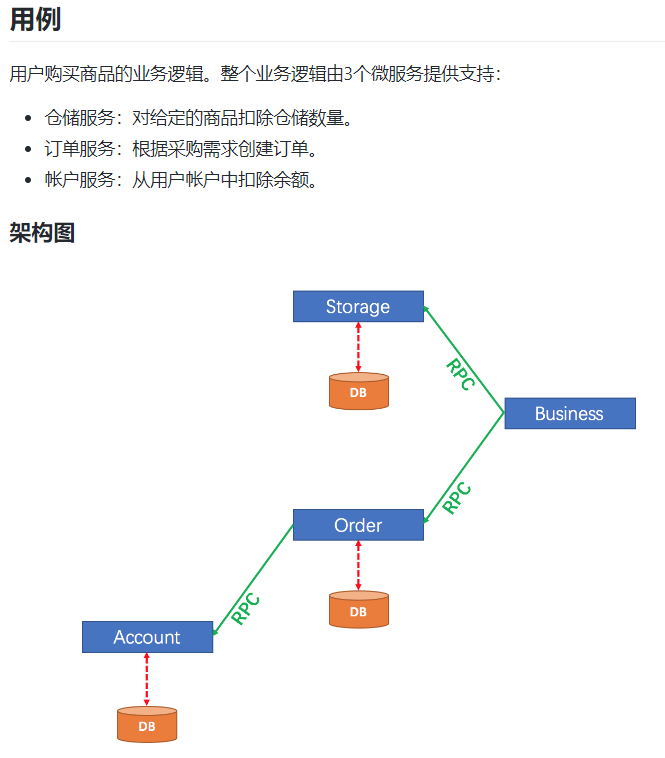 用例
用户购买商品的业务逻辑。整个业务逻辑由3个微服务提供支持：
仓储服务：对给定的商品扣除仓储数量。
订单服务：根据采购需求创建订单。
帐户服务：从用户帐户中扣除余额。
架构图
Storage
RPC
DB
Business
RPC
Order
DB
RPC
Account
DB